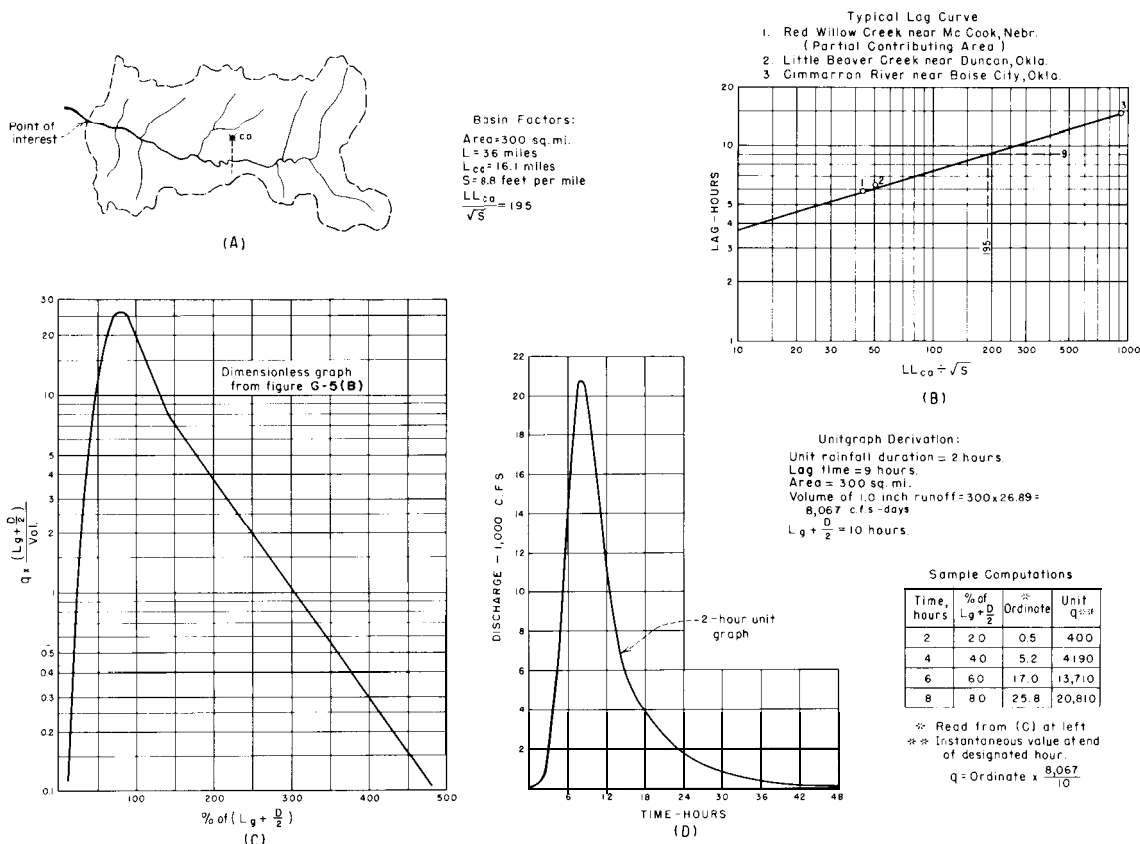 Point of
interest
ca
(A)
Basin Factors:
Area=300 sq. mi.
L=36 miles
Lca=16.1 miles
S=8.8 feet per mile
LLca
√S
=195
Typical Lag Curve
1. Red Willow Creek near Mc Cook, Nebr.
(Partial Contributing Area)
2. Little Beaver Creek near Duncan, Okla.
3 Cimmarron River near Boise City, Okla.
LAG-HOURS
20
10
5
4
3
2
1
1
2
3
9
195
10
50
100
200
300
500
1000
LLca ÷ √S
(B)
q x (Lg + D/2)
Vol.
30
20
10
5
4
3
2
1
0.5
0.4
0.3
0.2
0.1
Dimensionless graph
from figure G-5(B)
0
100
200
300
400
500
% of (Lg + D/2)
(C)
DISCHARGE - 1,000 C.F.S
22
20
18
16
14
12
10
8
6
4
2
2-hour unit
graph
6
12
18
24
30
36
42
48
TIME-HOURS
(D)
Unitgraph Derivation:
Unit rainfall duration = 2 hours.
Lag time = 9 hours.
Area = 300 sq. mi.
Volume of 1.0 inch runoff = 300 x 26.89 =
8,067 c.f.s -days
Lg + D/2 = 10 hours.
Sample Computations
Time, hours | % of Lg + D/2 | * Ordinate | Unit q**
2 | 20 | 0.5 | 400
4 | 40 | 5.2 | 4190
6 | 60 | 17.0 | 13,710
8 | 80 | 25.8 | 20,810
* Read from (C) at left
** Instantaneous value at end
of designated hour.
q = Ordinate x 8,067/10